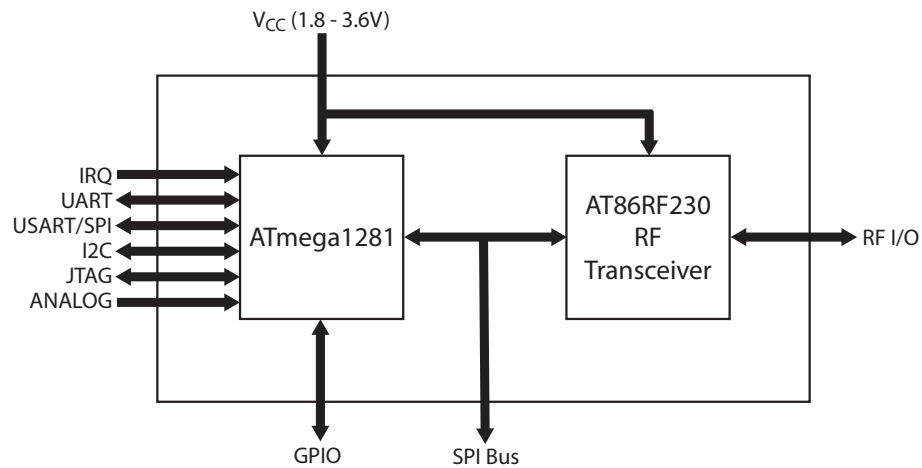 VCC (1.8 - 3.6V)
IRQ
UART
USART/SPI
I2C
JTAG
ANALOG
ATmega1281
AT86RF230
RF
Transceiver
RF I/O
GPIO
SPI Bus